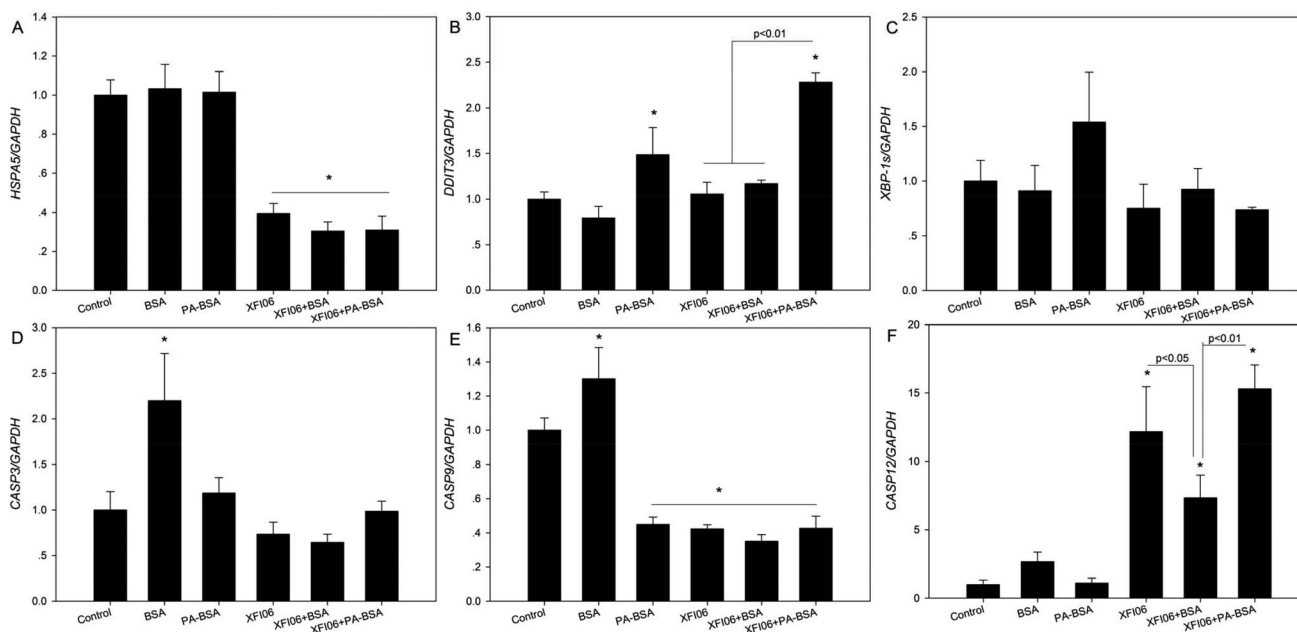 A
HSPA5/GAPDH
1.4
1.2
1.0
.8
.6
.4
.2
0.0
*
Control
BSA
PA-BSA
XFI06
XFI06+BSA
XFI06+PA-BSA
B
DDIT3/GAPDH
3.0
2.5
2.0
1.5
1.0
.5
0.0
p<0.01
*
*
Control
BSA
PA-BSA
XFI06
XFI06+BSA
XFI06+PA-BSA
C
XBP-1s/GAPDH
2.5
2.0
1.5
1.0
.5
0.0
Control
BSA
PA-BSA
XFI06
XFI06+BSA
XFI06+PA-BSA
D
CASP3/GAPDH
3.0
2.5
2.0
1.5
1.0
.5
0.0
*
Control
BSA
PA-BSA
XFI06
XFI06+BSA
XFI06+PA-BSA
E
CASP9/GAPDH
1.6
1.4
1.2
1.0
.8
.6
.4
.2
0.0
*
*
Control
BSA
PA-BSA
XFI06
XFI06+BSA
XFI06+PA-BSA
F
CASP12/GAPDH
20
15
10
5
0
p<0.01
p<0.05
*
*
*
Control
BSA
PA-BSA
XFI06
XFI06+BSA
XFI06+PA-BSA